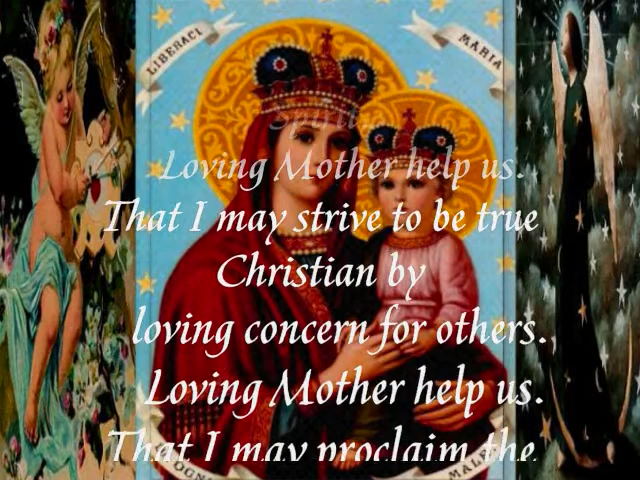 LIBERACI
MARIA
Loving Mother help us.
That I may strive to be true
Christian by
loving concern for others.
Loving Mother help us.
That I may proclaim the